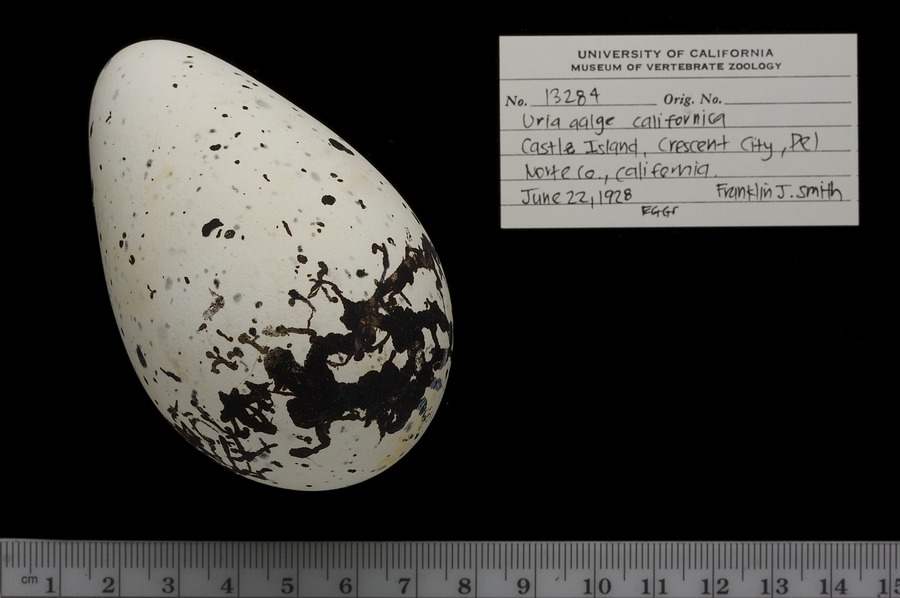 UNIVERSITY OF CALIFORNIA
MUSEUM OF VERTEBRATE ZOOLOGY
No. 13284 Orig. No.
Uria aalge californica
Castle Island, Crescent City, Del
Norte Co., California.
June 22, 1928 Franklin J. Smith
EGGS
cm 1 2 3 4 5 6 7 8 9 10 11 12 13 14 15